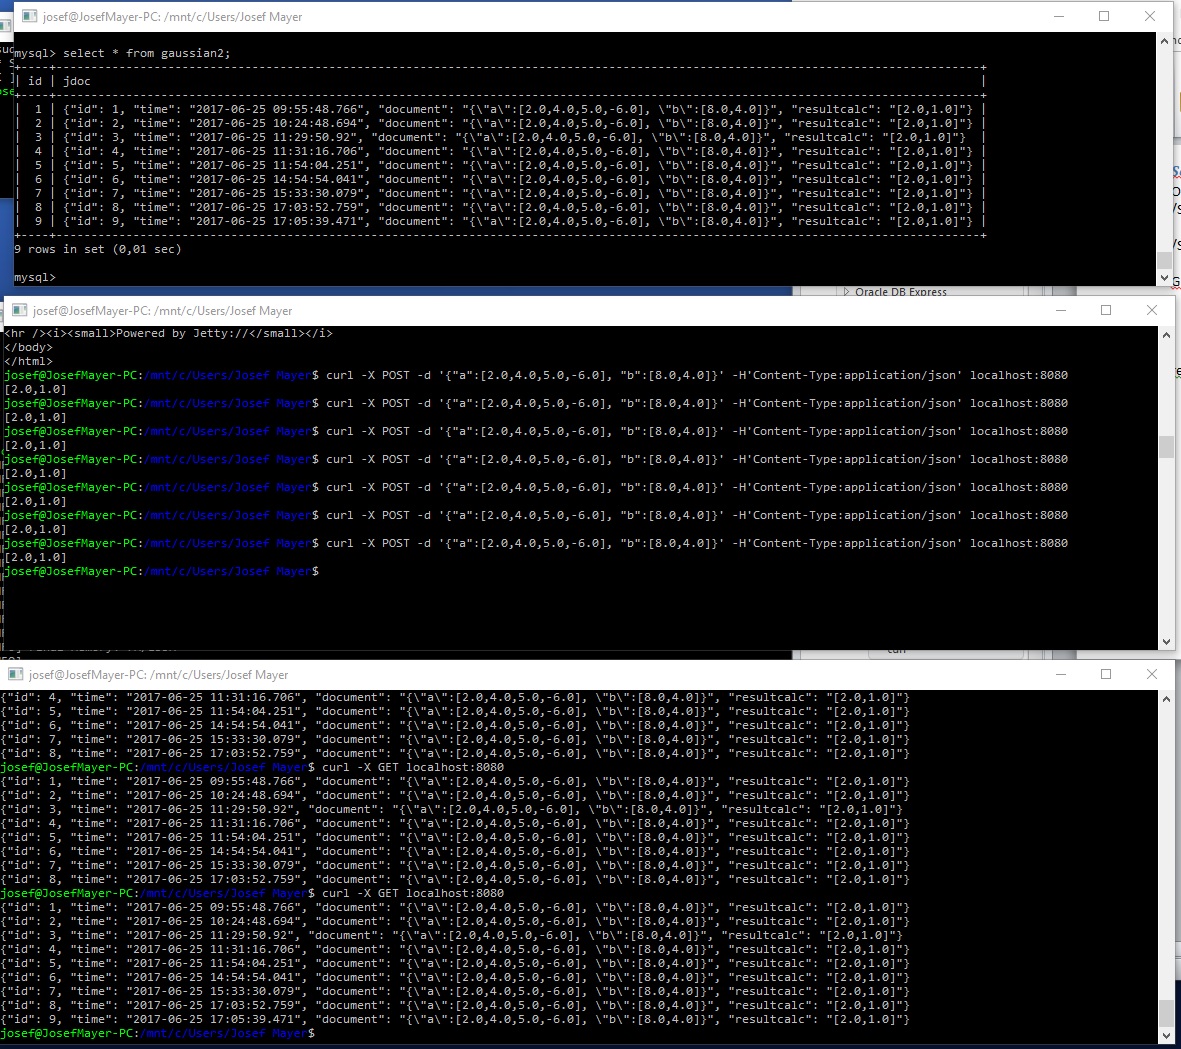 josef@JosefMayer-PC: /mnt/c/Users/Josef Mayer
mysql> select * from gaussian2;
+----+------------------------------------------------------------------------------------------------------------------------------------+
| id | jdoc |
+----+------------------------------------------------------------------------------------------------------------------------------------+
| 1 | {"id": 1, "time": "2017-06-25 09:55:48.766", "document": "{\"a\":[2.0,4.0,5.0,-6.0], \"b\":[8.0,4.0]}", "resultcalc": "[2.0,1.0]"} |
| 2 | {"id": 2, "time": "2017-06-25 10:24:48.694", "document": "{\"a\":[2.0,4.0,5.0,-6.0], \"b\":[8.0,4.0]}", "resultcalc": "[2.0,1.0]"} |
| 3 | {"id": 3, "time": "2017-06-25 11:29:50.92", "document": "{\"a\":[2.0,4.0,5.0,-6.0], \"b\":[8.0,4.0]}", "resultcalc": "[2.0,1.0]"} |
| 4 | {"id": 4, "time": "2017-06-25 11:31:16.706", "document": "{\"a\":[2.0,4.0,5.0,-6.0], \"b\":[8.0,4.0]}", "resultcalc": "[2.0,1.0]"} |
| 5 | {"id": 5, "time": "2017-06-25 11:54:04.251", "document": "{\"a\":[2.0,4.0,5.0,-6.0], \"b\":[8.0,4.0]}", "resultcalc": "[2.0,1.0]"} |
| 6 | {"id": 6, "time": "2017-06-25 14:54:54.041", "document": "{\"a\":[2.0,4.0,5.0,-6.0], \"b\":[8.0,4.0]}", "resultcalc": "[2.0,1.0]"} |
| 7 | {"id": 7, "time": "2017-06-25 15:33:30.079", "document": "{\"a\":[2.0,4.0,5.0,-6.0], \"b\":[8.0,4.0]}", "resultcalc": "[2.0,1.0]"} |
| 8 | {"id": 8, "time": "2017-06-25 17:03:52.759", "document": "{\"a\":[2.0,4.0,5.0,-6.0], \"b\":[8.0,4.0]}", "resultcalc": "[2.0,1.0]"} |
| 9 | {"id": 9, "time": "2017-06-25 17:05:39.471", "document": "{\"a\":[2.0,4.0,5.0,-6.0], \"b\":[8.0,4.0]}", "resultcalc": "[2.0,1.0]"} |
+----+------------------------------------------------------------------------------------------------------------------------------------+
9 rows in set (0,01 sec)
mysql>
Oracle DB Express
josef@JosefMayer-PC: /mnt/c/Users/Josef Mayer
<hr /><i><small>Powered by Jetty://</small></i>
</body>
</html>
josef@JosefMayer-PC:/mnt/c/Users/Josef Mayer$ curl -X POST -d '{"a":[2.0,4.0,5.0,-6.0], "b":[8.0,4.0]}' -H'Content-Type:application/json' localhost:8080
[2.0,1.0]
josef@JosefMayer-PC:/mnt/c/Users/Josef Mayer$ curl -X POST -d '{"a":[2.0,4.0,5.0,-6.0], "b":[8.0,4.0]}' -H'Content-Type:application/json' localhost:8080
[2.0,1.0]
josef@JosefMayer-PC:/mnt/c/Users/Josef Mayer$ curl -X POST -d '{"a":[2.0,4.0,5.0,-6.0], "b":[8.0,4.0]}' -H'Content-Type:application/json' localhost:8080
[2.0,1.0]
josef@JosefMayer-PC:/mnt/c/Users/Josef Mayer$ curl -X POST -d '{"a":[2.0,4.0,5.0,-6.0], "b":[8.0,4.0]}' -H'Content-Type:application/json' localhost:8080
[2.0,1.0]
josef@JosefMayer-PC:/mnt/c/Users/Josef Mayer$ curl -X POST -d '{"a":[2.0,4.0,5.0,-6.0], "b":[8.0,4.0]}' -H'Content-Type:application/json' localhost:8080
[2.0,1.0]
josef@JosefMayer-PC:/mnt/c/Users/Josef Mayer$ curl -X POST -d '{"a":[2.0,4.0,5.0,-6.0], "b":[8.0,4.0]}' -H'Content-Type:application/json' localhost:8080
[2.0,1.0]
josef@JosefMayer-PC:/mnt/c/Users/Josef Mayer$ curl -X POST -d '{"a":[2.0,4.0,5.0,-6.0], "b":[8.0,4.0]}' -H'Content-Type:application/json' localhost:8080
[2.0,1.0]
josef@JosefMayer-PC:/mnt/c/Users/Josef Mayer$
josef@JosefMayer-PC: /mnt/c/Users/Josef Mayer
{"id": 4, "time": "2017-06-25 11:31:16.706", "document": "{\"a\":[2.0,4.0,5.0,-6.0], \"b\":[8.0,4.0]}", "resultcalc": "[2.0,1.0]"}
{"id": 5, "time": "2017-06-25 11:54:04.251", "document": "{\"a\":[2.0,4.0,5.0,-6.0], \"b\":[8.0,4.0]}", "resultcalc": "[2.0,1.0]"}
{"id": 6, "time": "2017-06-25 14:54:54.041", "document": "{\"a\":[2.0,4.0,5.0,-6.0], \"b\":[8.0,4.0]}", "resultcalc": "[2.0,1.0]"}
{"id": 7, "time": "2017-06-25 15:33:30.079", "document": "{\"a\":[2.0,4.0,5.0,-6.0], \"b\":[8.0,4.0]}", "resultcalc": "[2.0,1.0]"}
{"id": 8, "time": "2017-06-25 17:03:52.759", "document": "{\"a\":[2.0,4.0,5.0,-6.0], \"b\":[8.0,4.0]}", "resultcalc": "[2.0,1.0]"}
josef@JosefMayer-PC:/mnt/c/Users/Josef Mayer$ curl -X GET localhost:8080
{"id": 1, "time": "2017-06-25 09:55:48.766", "document": "{\"a\":[2.0,4.0,5.0,-6.0], \"b\":[8.0,4.0]}", "resultcalc": "[2.0,1.0]"}
{"id": 2, "time": "2017-06-25 10:24:48.694", "document": "{\"a\":[2.0,4.0,5.0,-6.0], \"b\":[8.0,4.0]}", "resultcalc": "[2.0,1.0]"}
{"id": 3, "time": "2017-06-25 11:29:50.92", "document": "{\"a\":[2.0,4.0,5.0,-6.0], \"b\":[8.0,4.0]}", "resultcalc": "[2.0,1.0]"}
{"id": 4, "time": "2017-06-25 11:31:16.706", "document": "{\"a\":[2.0,4.0,5.0,-6.0], \"b\":[8.0,4.0]}", "resultcalc": "[2.0,1.0]"}
{"id": 5, "time": "2017-06-25 11:54:04.251", "document": "{\"a\":[2.0,4.0,5.0,-6.0], \"b\":[8.0,4.0]}", "resultcalc": "[2.0,1.0]"}
{"id": 6, "time": "2017-06-25 14:54:54.041", "document": "{\"a\":[2.0,4.0,5.0,-6.0], \"b\":[8.0,4.0]}", "resultcalc": "[2.0,1.0]"}
{"id": 7, "time": "2017-06-25 15:33:30.079", "document": "{\"a\":[2.0,4.0,5.0,-6.0], \"b\":[8.0,4.0]}", "resultcalc": "[2.0,1.0]"}
{"id": 8, "time": "2017-06-25 17:03:52.759", "document": "{\"a\":[2.0,4.0,5.0,-6.0], \"b\":[8.0,4.0]}", "resultcalc": "[2.0,1.0]"}
josef@JosefMayer-PC:/mnt/c/Users/Josef Mayer$ curl -X GET localhost:8080
{"id": 1, "time": "2017-06-25 09:55:48.766", "document": "{\"a\":[2.0,4.0,5.0,-6.0], \"b\":[8.0,4.0]}", "resultcalc": "[2.0,1.0]"}
{"id": 2, "time": "2017-06-25 10:24:48.694", "document": "{\"a\":[2.0,4.0,5.0,-6.0], \"b\":[8.0,4.0]}", "resultcalc": "[2.0,1.0]"}
{"id": 3, "time": "2017-06-25 11:29:50.92", "document": "{\"a\":[2.0,4.0,5.0,-6.0], \"b\":[8.0,4.0]}", "resultcalc": "[2.0,1.0]"}
{"id": 4, "time": "2017-06-25 11:31:16.706", "document": "{\"a\":[2.0,4.0,5.0,-6.0], \"b\":[8.0,4.0]}", "resultcalc": "[2.0,1.0]"}
{"id": 5, "time": "2017-06-25 11:54:04.251", "document": "{\"a\":[2.0,4.0,5.0,-6.0], \"b\":[8.0,4.0]}", "resultcalc": "[2.0,1.0]"}
{"id": 6, "time": "2017-06-25 14:54:54.041", "document": "{\"a\":[2.0,4.0,5.0,-6.0], \"b\":[8.0,4.0]}", "resultcalc": "[2.0,1.0]"}
{"id": 7, "time": "2017-06-25 15:33:30.079", "document": "{\"a\":[2.0,4.0,5.0,-6.0], \"b\":[8.0,4.0]}", "resultcalc": "[2.0,1.0]"}
{"id": 8, "time": "2017-06-25 17:03:52.759", "document": "{\"a\":[2.0,4.0,5.0,-6.0], \"b\":[8.0,4.0]}", "resultcalc": "[2.0,1.0]"}
{"id": 9, "time": "2017-06-25 17:05:39.471", "document": "{\"a\":[2.0,4.0,5.0,-6.0], \"b\":[8.0,4.0]}", "resultcalc": "[2.0,1.0]"}
josef@JosefMayer-PC:/mnt/c/Users/Josef Mayer$